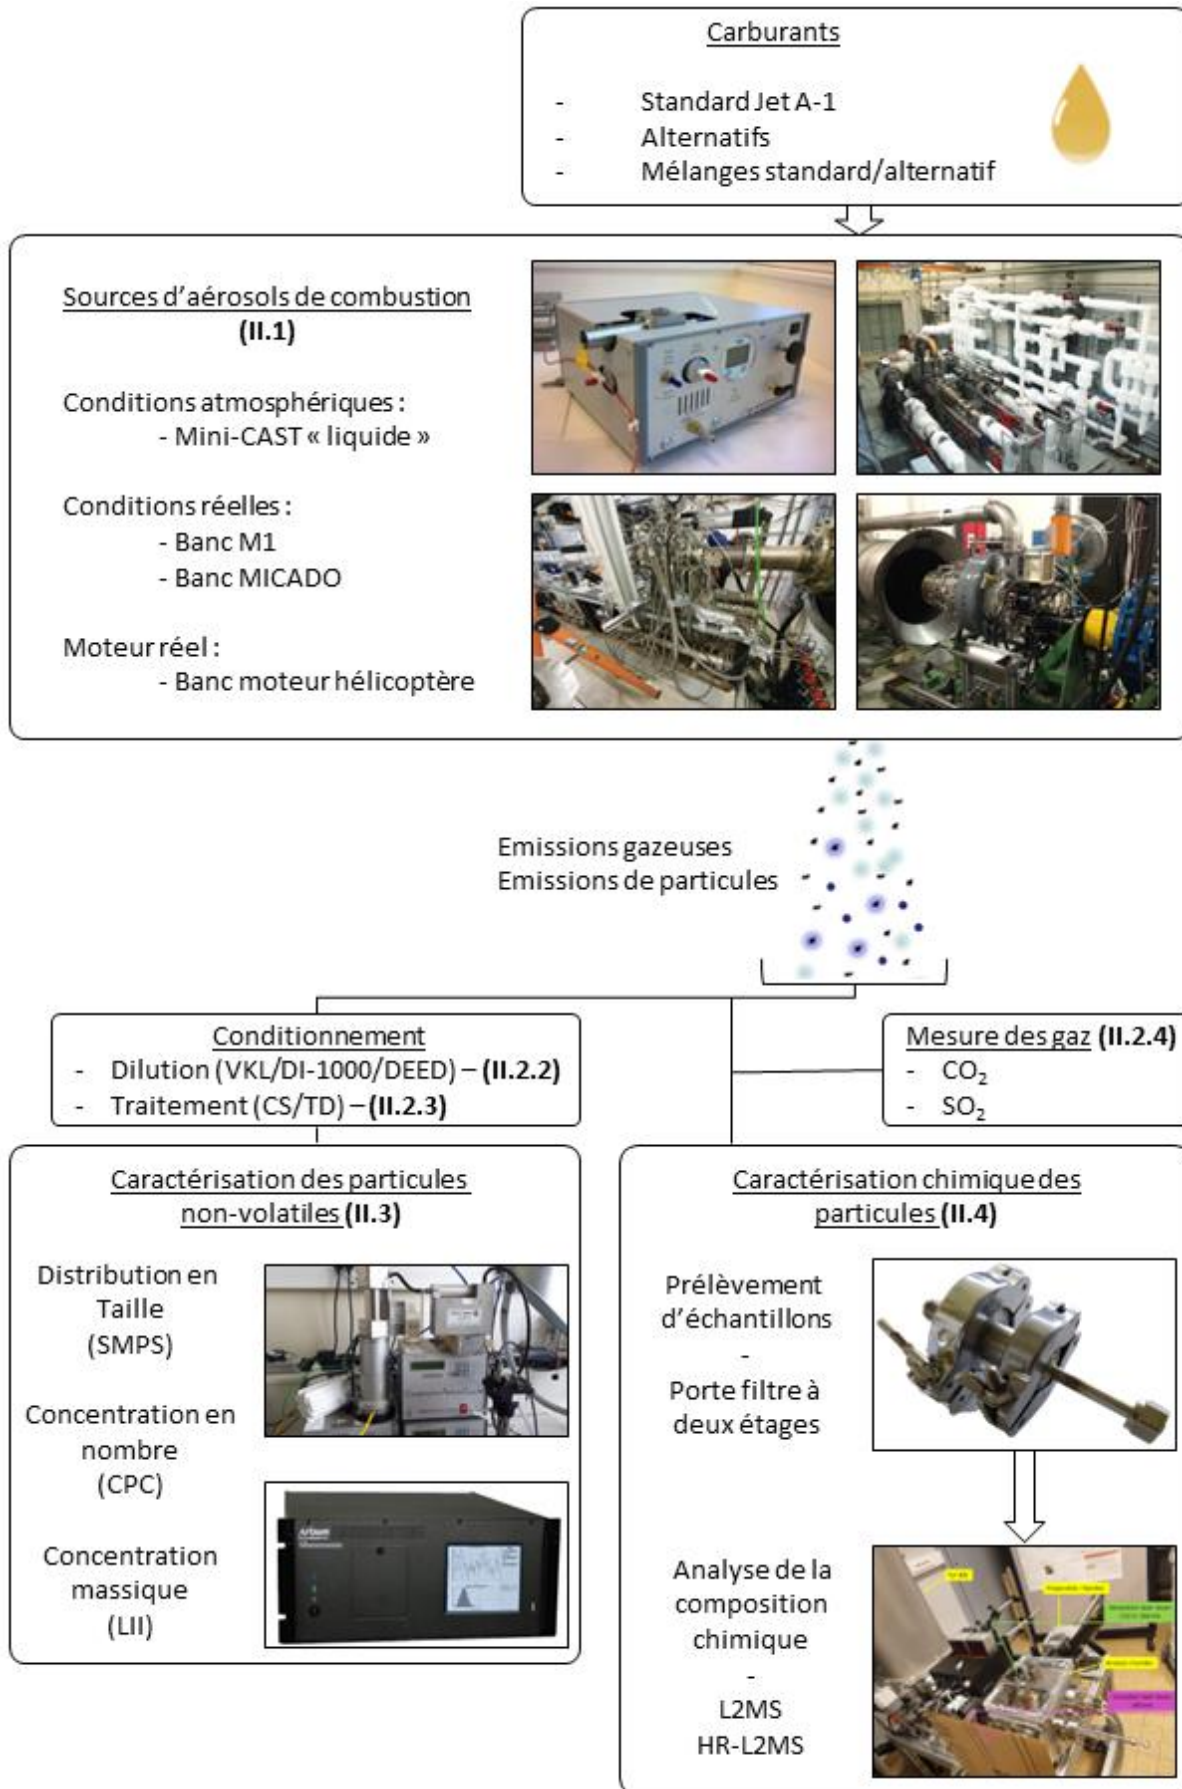 Carburants
- Standard Jet A-1
- Alternatifs
- Mélanges standard/alternatif
Sources d'aérosols de combustion
(II.1)
Conditions atmosphériques :
- Mini-CAST « liquide »
Conditions réelles :
- Banc M1
- Banc MICADO
Moteur réel :
- Banc moteur hélicoptère
Emissions gazeuses
Emissions de particules
Conditionnement
- Dilution (VKL/DI-1000/DEED) – (II.2.2)
- Traitement (CS/TD) – (II.2.3)
Mesure des gaz (II.2.4)
- CO₂
- SO₂
Caractérisation des particules
non-volatiles (II.3)
Distribution en
Taille
(SMPS)
Concentration en
nombre
(CPC)
Concentration
massique
(LII)
Artium
Caractérisation chimique des
particules (II.4)
Prélèvement
d'échantillons
-
Porte filtre à
deux étages
Analyse de la
composition
chimique
-
L2MS
HR-L2MS